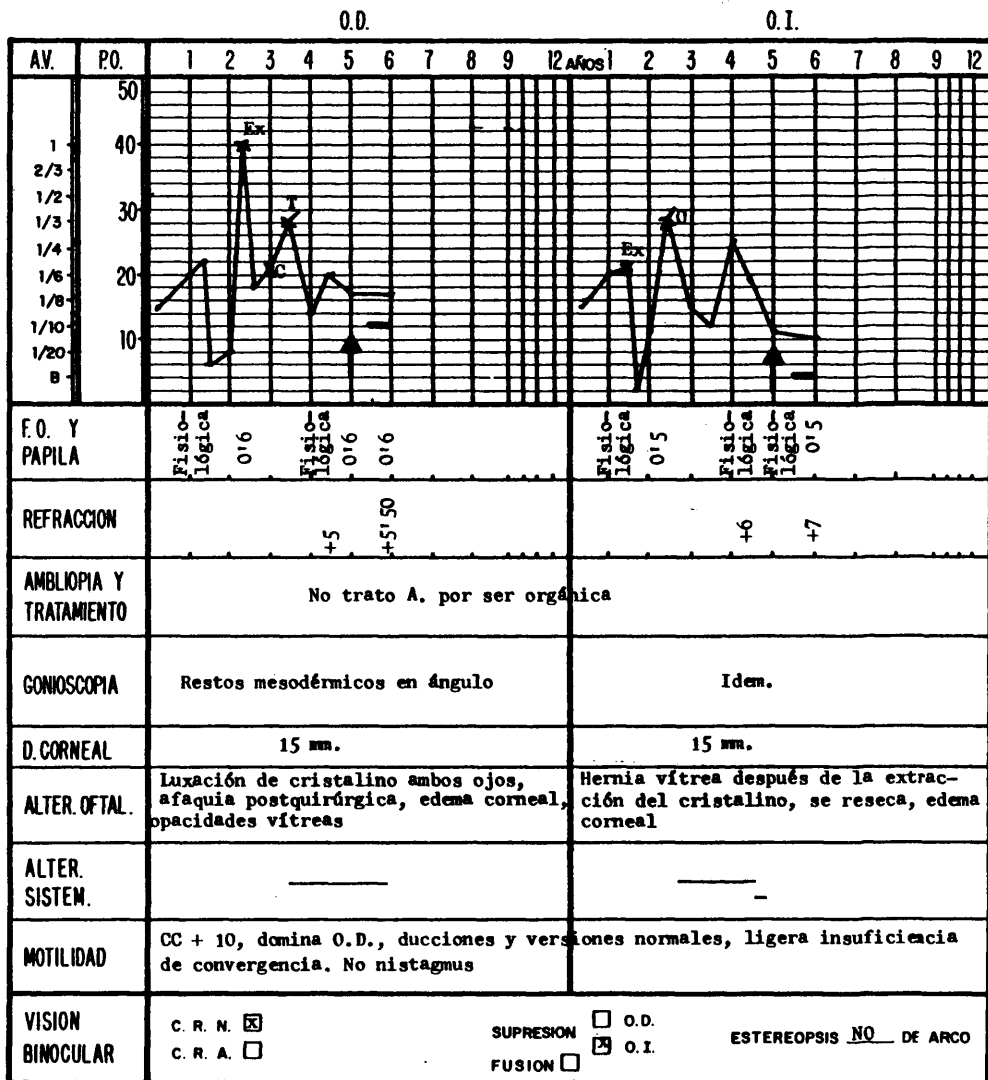 O.D. O.I.
A.V. P.O. 1 2 3 4 5 6 7 8 9 12 AÑOS 1 2 3 4 5 6 7 8 9 12
50
1 40
2/3
1/2
1/3 30
1/4
1/6 20
1/8
1/10 10
1/20
B
Ex
T
C
Ex
F.O. Y PAPILA
Fisio-
lógica
0'6
Fisio-
lógica
0'6
0'6
Fisio-
lógica
0'5
Fisio-
lógica
Fisio-
lógica
0'5
REFRACCION
+5
+5'50
+6
+7
AMBLIOPIA Y
TRATAMIENTO
No trato A. por ser orgánica
GONIOSCOPIA
Restos mesodérmicos en ángulo
Idem.
D. CORNEAL
15 mm.
15 mm.
ALTER. OFTAL.
Luxación de cristalino ambos ojos,
afaquia postquirúrgica, edema corneal,
opacidades vítreas
Hernia vítrea después de la extrac-
ción del cristalino, se reseca, edema
corneal
ALTER.
SISTEM.
MOTILIDAD
CC + 10, domina O.D., ducciones y versiones normales, ligera insuficiencia
de convergencia. No nistagmus
VISION
BINOCULAR
C. R. N. X
C. R. A.
SUPRESION O.D.
X O.I.
FUSION
ESTEREOPSIS NO DE ARCO